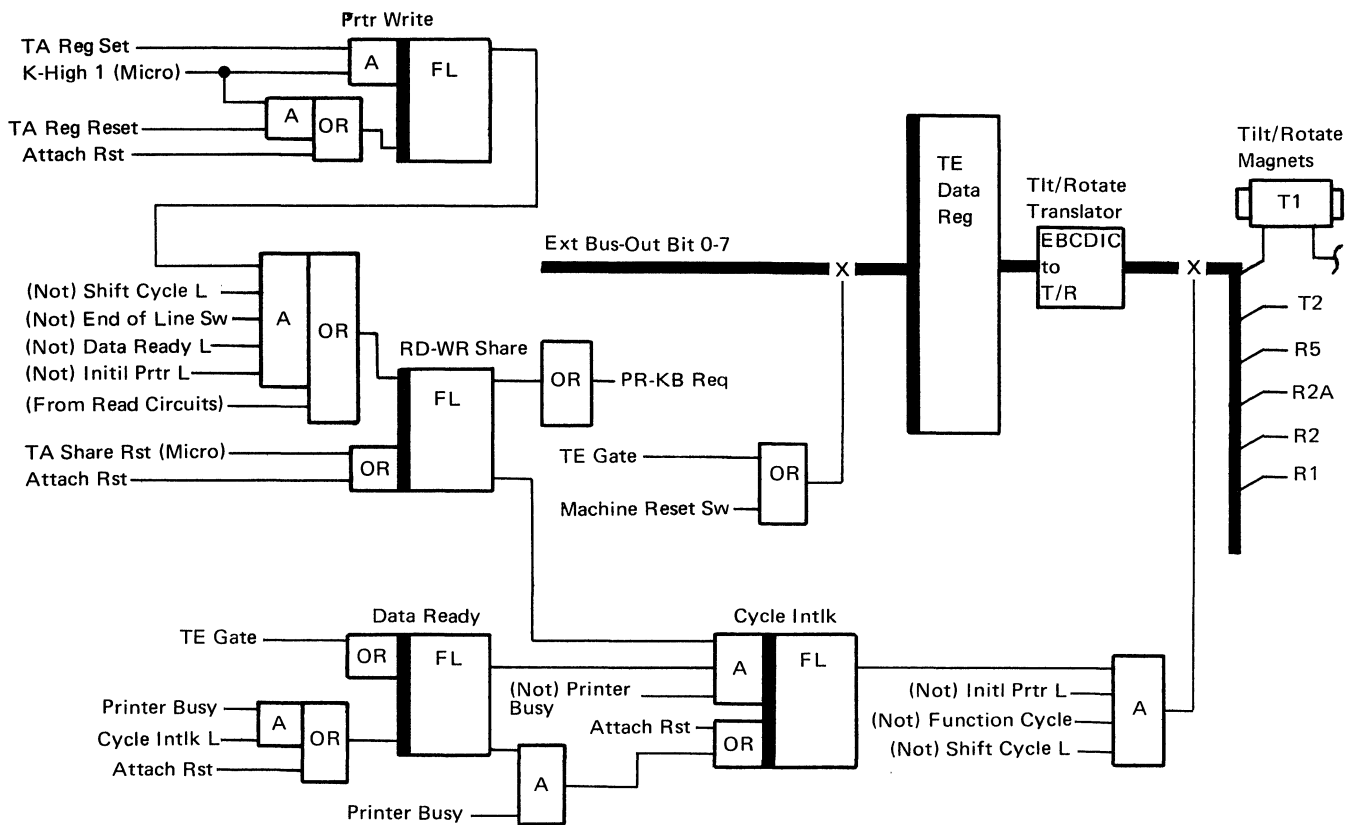 Prtr Write
TA Reg Set
K-High 1 (Micro)
A
FL
TA Reg Reset
Attach Rst
A
OR
(Not) Shift Cycle L
(Not) End of Line Sw
(Not) Data Ready L
(Not) Initil Prtr L
(From Read Circuits)
A
OR
RD-WR Share
FL
OR
PR-KB Req
TA Share Rst (Micro)
Attach Rst
OR
Ext Bus-Out Bit 0-7
X
TE
Data
Reg
TE Gate
Machine Reset Sw
OR
Tlt/Rotate
Translator
EBCDIC
to
T/R
X
Tilt/Rotate
Magnets
T1
T2
R5
R2A
R2
R1
Data Ready
TE Gate
OR
FL
Printer Busy
Cycle Intlk L
Attach Rst
A
OR
Printer Busy
A
Cycle Intlk
(Not) Printer
Busy
A
FL
Attach Rst
OR
(Not) Initl Prtr L
(Not) Function Cycle
(Not) Shift Cycle L
A